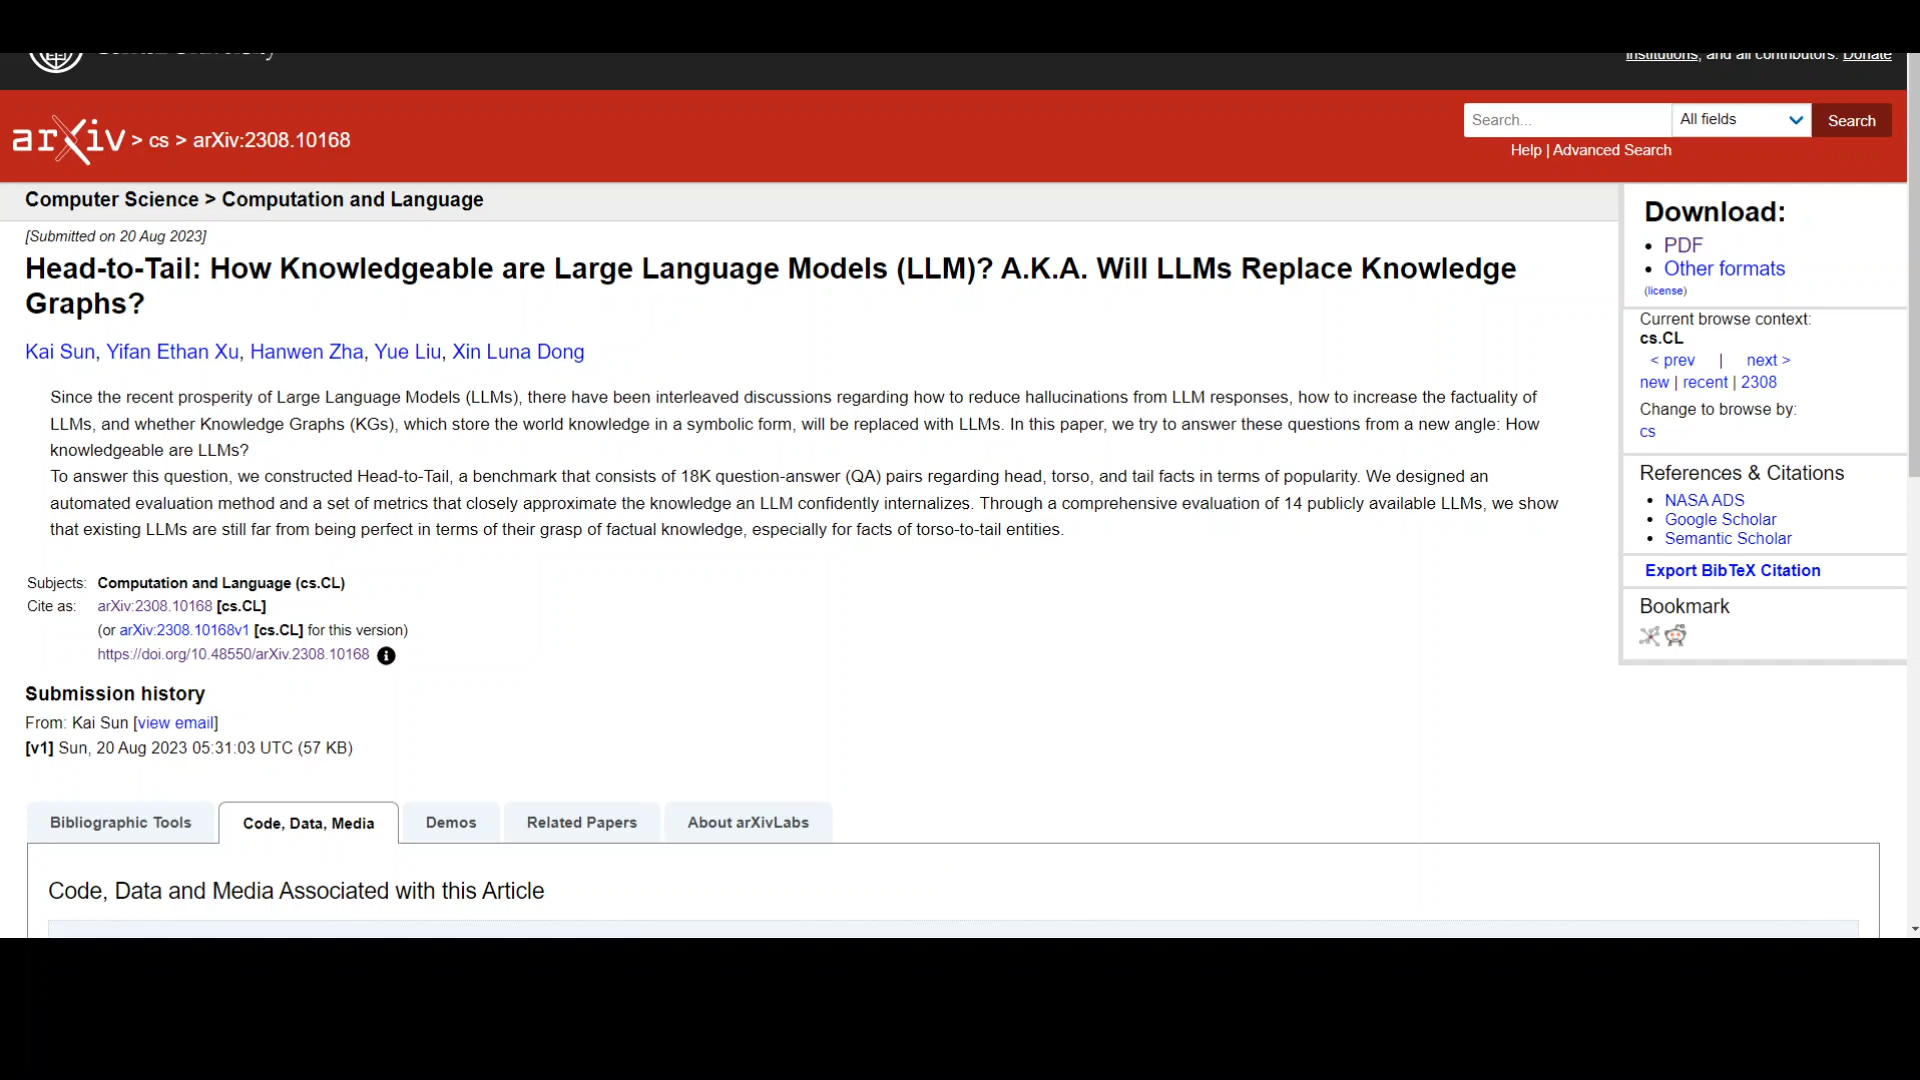 institutions, and all contributors. Donate
arXiv > cs > arXiv:2308.10168
Search...
All fields
Search
Help | Advanced Search
Computer Science > Computation and Language
[Submitted on 20 Aug 2023]
Head-to-Tail: How Knowledgeable are Large Language Models (LLM)? A.K.A. Will LLMs Replace Knowledge
Graphs?
Kai Sun, Yifan Ethan Xu, Hanwen Zha, Yue Liu, Xin Luna Dong
Since the recent prosperity of Large Language Models (LLMs), there have been interleaved discussions regarding how to reduce hallucinations from LLM responses, how to increase the factuality of
LLMs, and whether Knowledge Graphs (KGs), which store the world knowledge in a symbolic form, will be replaced with LLMs. In this paper, we try to answer these questions from a new angle: How
knowledgeable are LLMs?
To answer this question, we constructed Head-to-Tail, a benchmark that consists of 18K question-answer (QA) pairs regarding head, torso, and tail facts in terms of popularity. We designed an
automated evaluation method and a set of metrics that closely approximate the knowledge an LLM confidently internalizes. Through a comprehensive evaluation of 14 publicly available LLMs, we show
that existing LLMs are still far from being perfect in terms of their grasp of factual knowledge, especially for facts of torso-to-tail entities.
Subjects: Computation and Language (cs.CL)
Cite as: arXiv:2308.10168 [cs.CL]
(or arXiv:2308.10168v1 [cs.CL] for this version)
https://doi.org/10.48550/arXiv.2308.10168
Submission history
From: Kai Sun [view email]
[v1] Sun, 20 Aug 2023 05:31:03 UTC (57 KB)
Bibliographic Tools
Code, Data, Media
Demos
Related Papers
About arXivLabs
Code, Data and Media Associated with this Article
Download:
PDF
Other formats
(license)
Current browse context:
cs.CL
< prev | next >
new | recent | 2308
Change to browse by:
cs
References & Citations
NASA ADS
Google Scholar
Semantic Scholar
Export BibTeX Citation
Bookmark